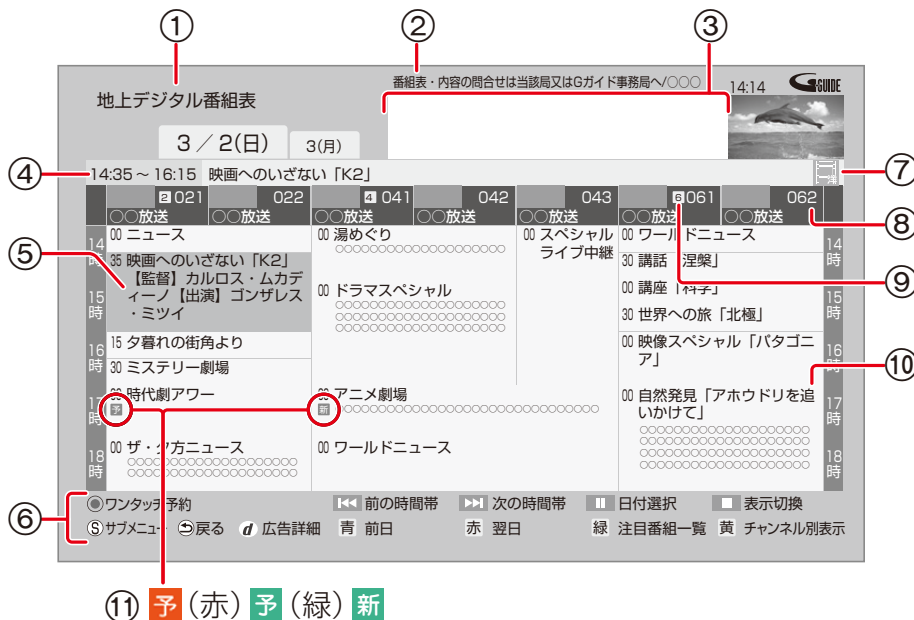 ① ② ③
番組表・内容の問合せは当該局又はGガイド事務局へ/○○○
14:14
G-GUIDE
地上デジタル番組表
3／2(日) 3(月)
④ 14:35～16:15 映画へのいざない「K2」 ⑦
2 021 022 4 041 042 043 6 061 062
○○放送 ○○放送 ○○放送 ○○放送 ○○放送 ○○放送 ⑧
14時
15時
16時
17時
18時
⑤
00 ニュース
35 映画へのいざない「K2」
【監督】カルロス・ムカデ
ィーノ【出演】ゴンザレス
・ミツイ
15 夕暮れの街角より
30 ミステリー劇場
00 時代劇アワー
予
00 ザ・夕方ニュース
○○○○○○○○○○○○○○○○○○
○○○○○○○○○○○○○○○○○○
00 湯めぐり
○○○○○○○○○○○○○○○○○○
00 ドラマスペシャル
○○○○○○○○○○○○○○○○○○
○○○○○○○○○○○○○○○○○○
○○○○○○○○○○○○○○○○○○
00 アニメ劇場
新 ○○○○○○○○○○○○○○○○○○○○○○○○○○○○
00 ワールドニュース
00 スペシャル
ライブ中継
00 ワールドニュース
30 講話「涅槃」
00 講座「科学」
30 世界への旅「北極」
00 映像スペシャル「パタゴニ
ア」
00 自然発見「アホウドリを追
いかけて」
○○○○○○○○○○○○○○○○○○
○○○○○○○○○○○○○○○○○○
○○○○○○○○○○○○○○○○○○
○○○○○○○○○○○○○○○○○○
14時
15時
16時
17時
18時
⑨
⑩
⑥ ワンタッチ予約 前の時間帯 次の時間帯 日付選択 表示切換
S サブメニュー 戻る d 広告詳細 青 前日 赤 翌日 緑 注目番組一覧 黄 チャンネル別表示
⑪ 予(赤) 予(緑) 新